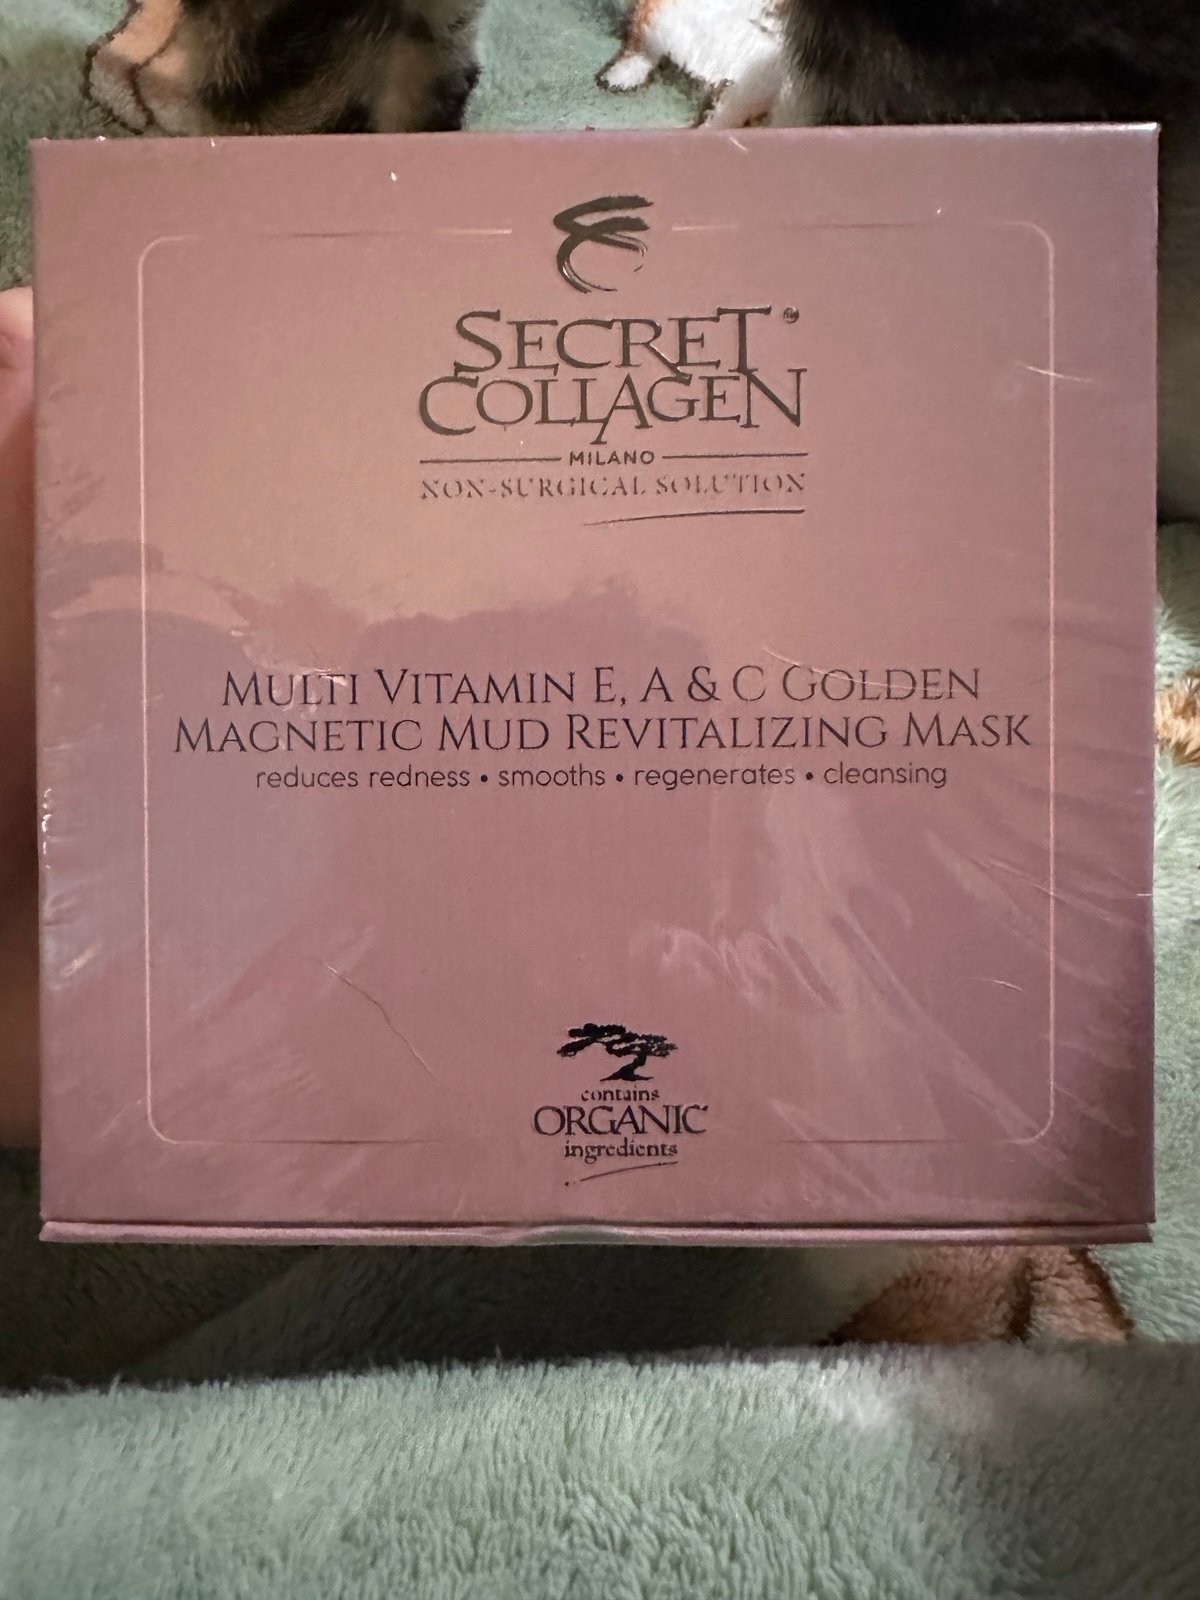 SECRET®
COLLAGEN
MILANO
NON-SURGICAL SOLUTION
MULTI VITAMIN E, A & C GOLDEN
MAGNETIC MUD REVITALIZING MASK
reduces redness • smooths • regenerates • cleansing
contains
ORGANIC
ingredients